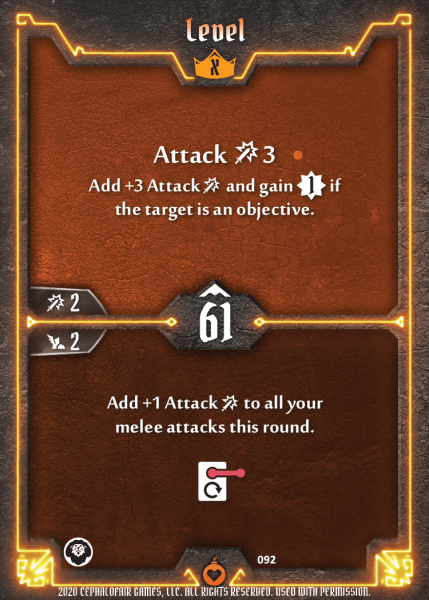 Level
X
Attack 3
Add +3 Attack and gain 1 if
the target is an objective.
2
61
2
Add +1 Attack to all your
melee attacks this round.
092
2020 CEPHALOFAIR GAMES, LLC. ALL RIGHTS RESERVED. USED WITH PERMISSION.